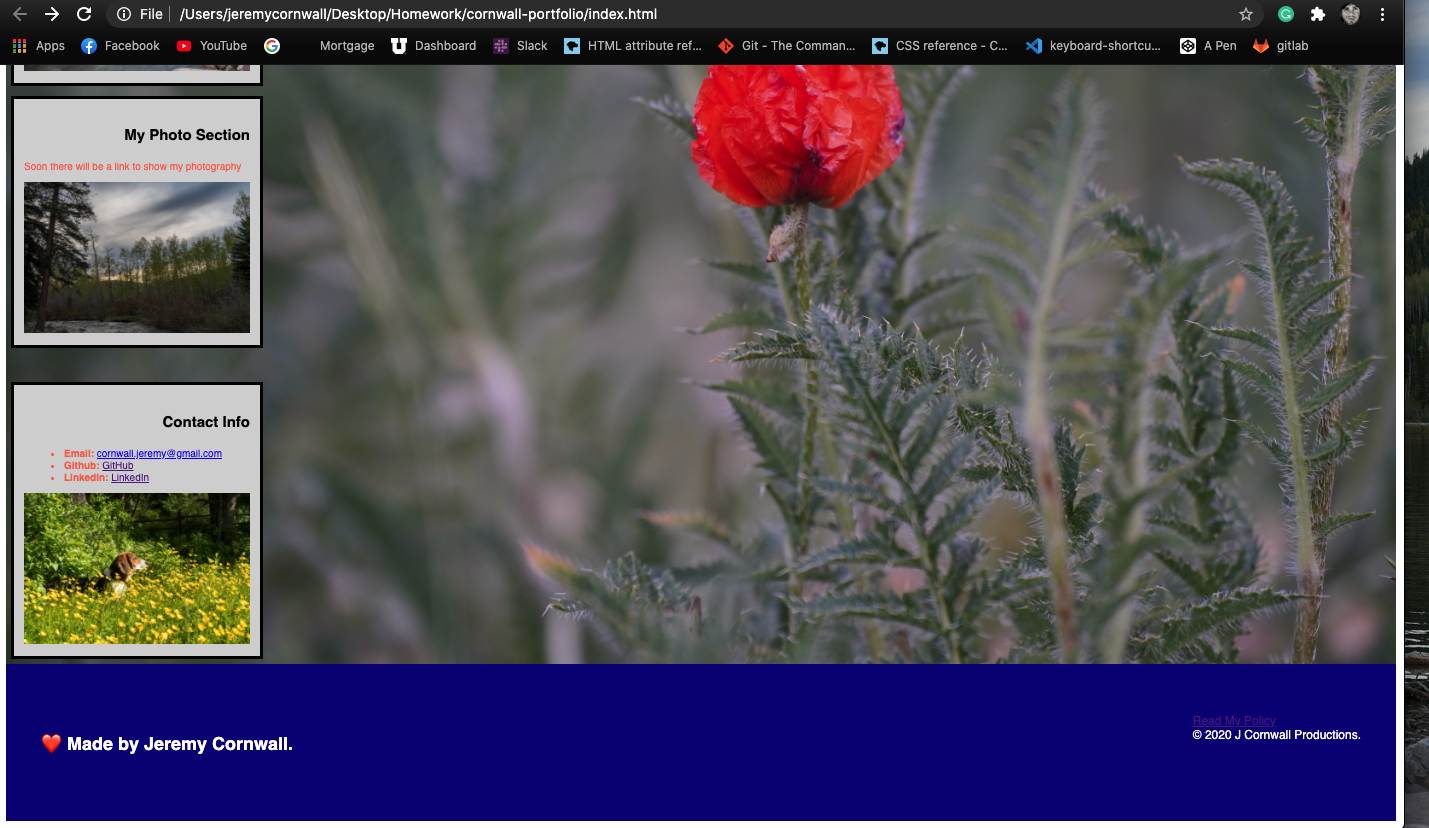 File /Users/jeremycornwall/Desktop/Homework/cornwall-portfolio/index.html
Apps Facebook YouTube Mortgage Dashboard Slack HTML attribute ref... Git - The Comman... CSS reference - C... keyboard-shortcu... A Pen gitlab
My Photo Section
Soon there will be a link to show my photography
Contact Info
Email: cornwall.jeremy@gmail.com
Github: GitHub
LinkedIn: LinkedIn
❤️ Made by Jeremy Cornwall.
Read My Policy
© 2020 J Cornwall Productions.